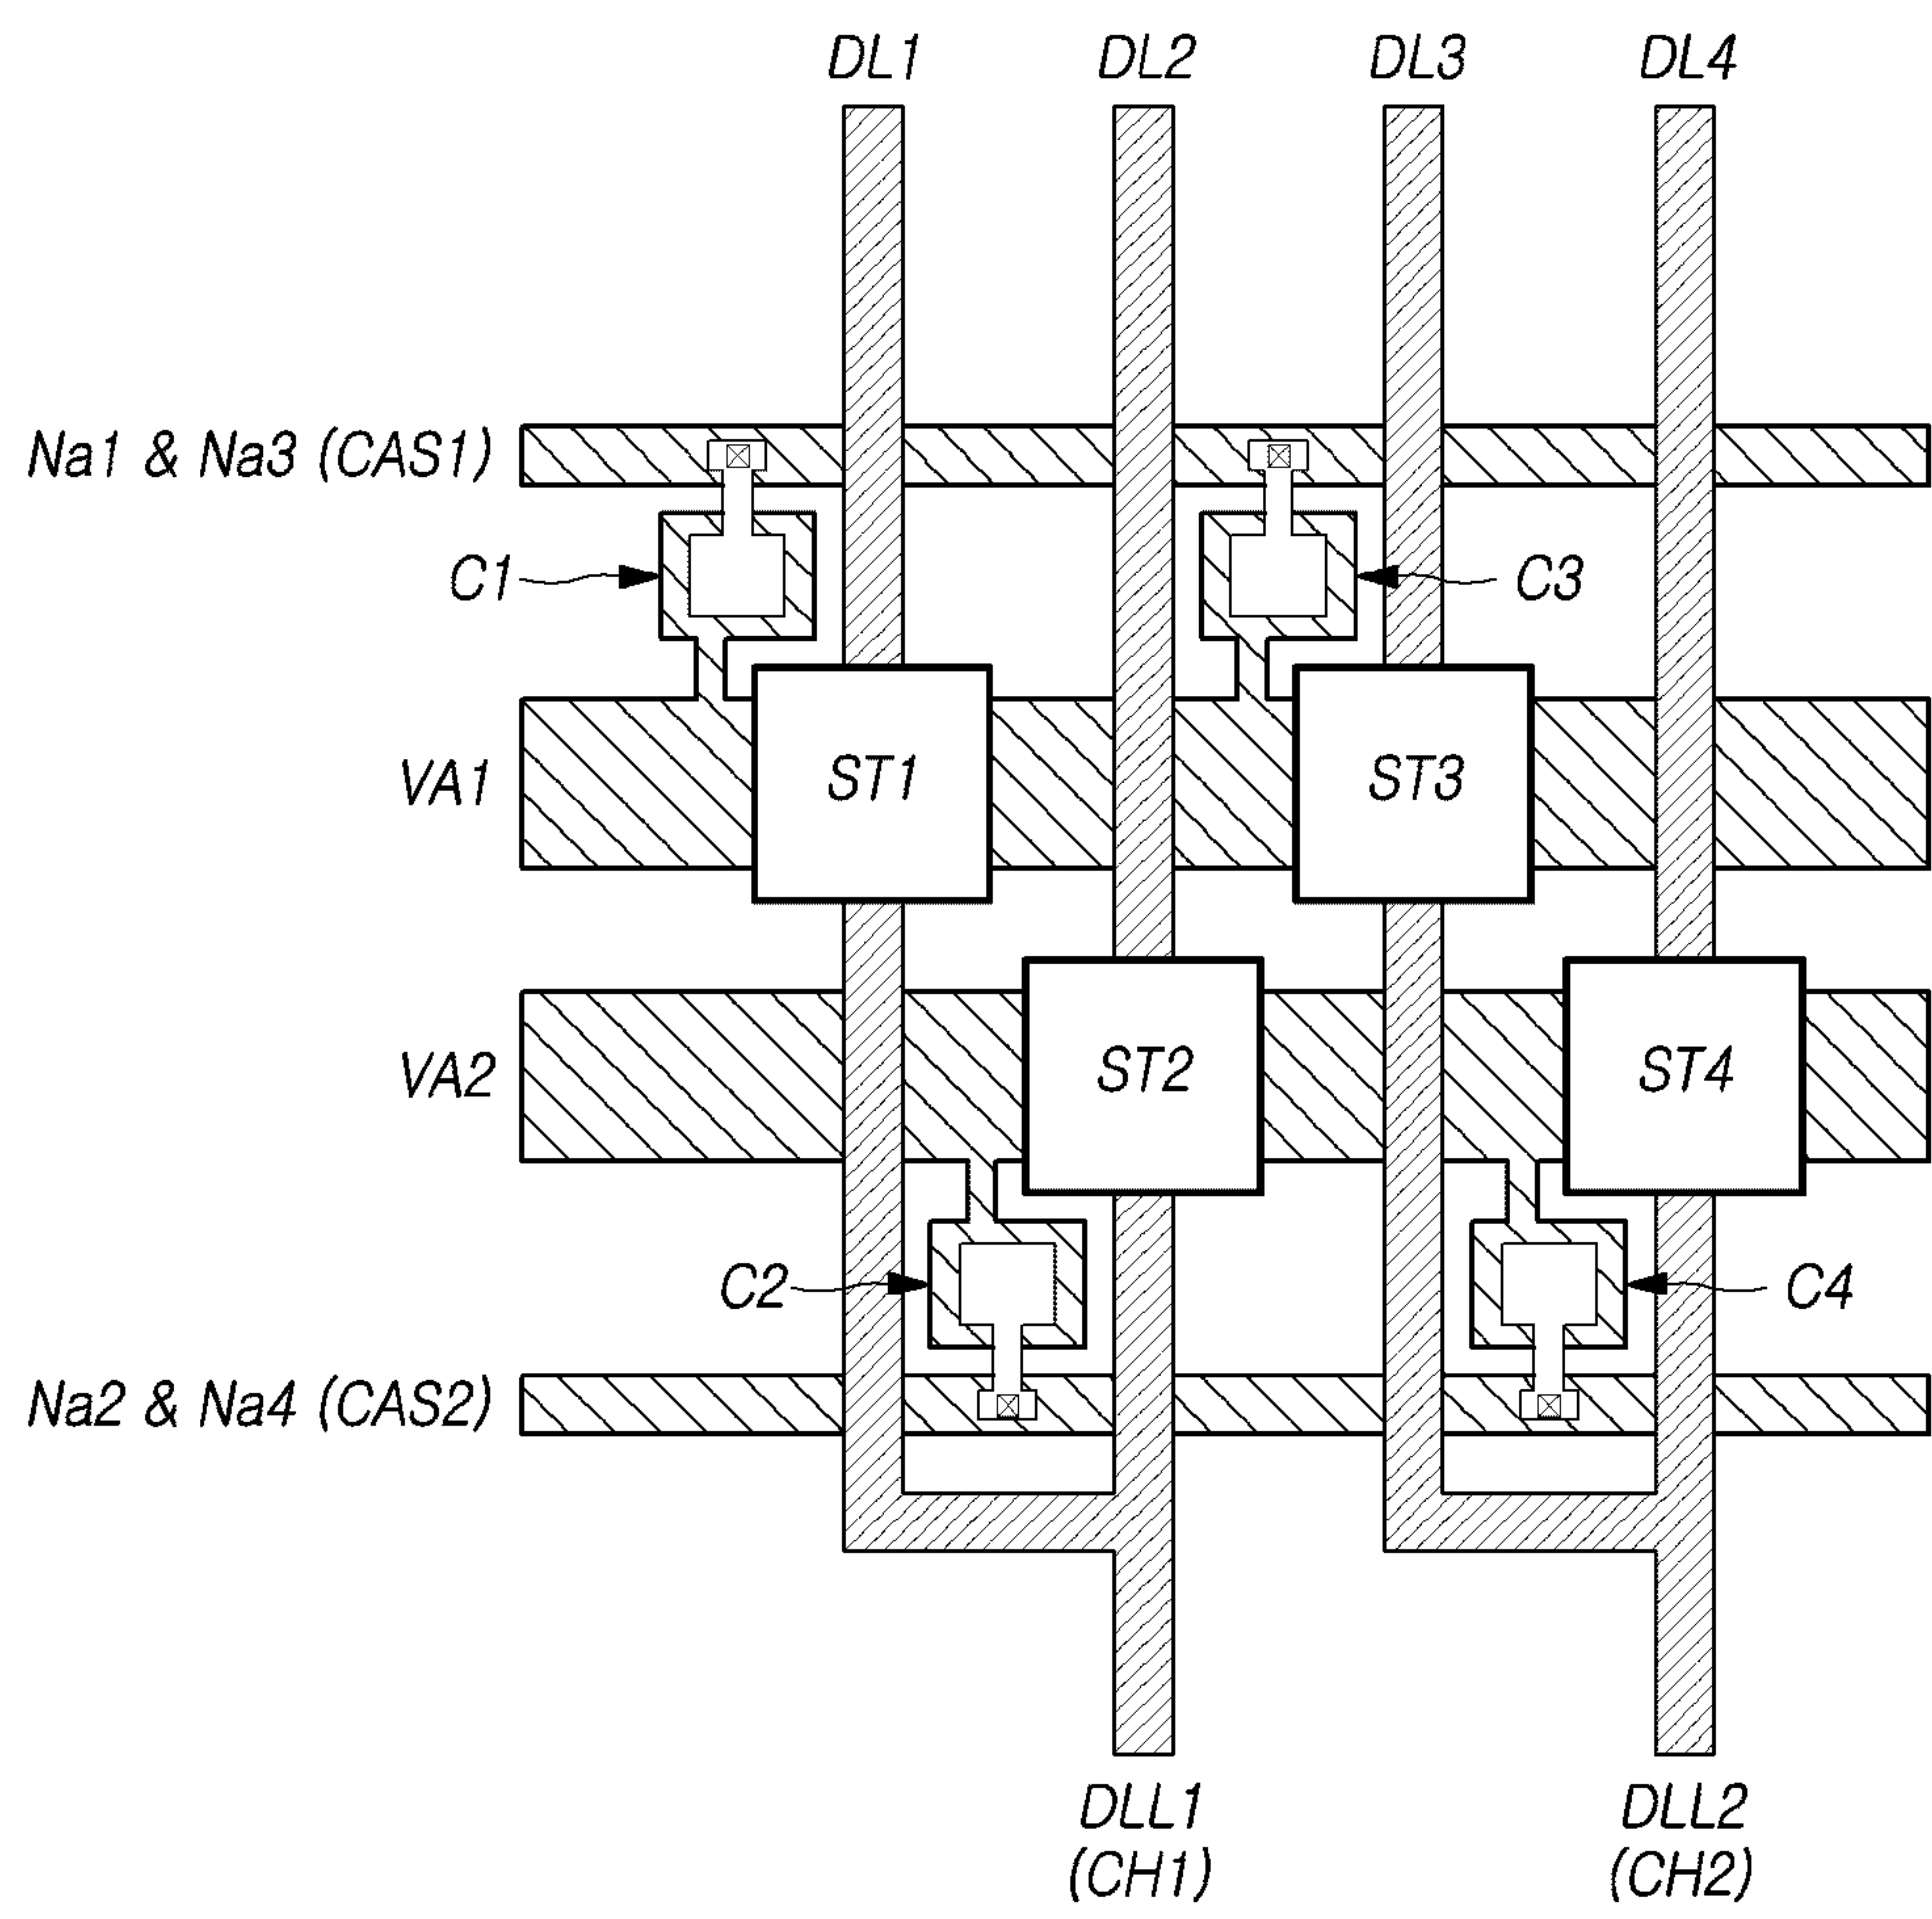 DL1 DL2 DL3 DL4
Na1 & Na3 (CAS1)
C1 C3
VA1 ST1 ST3
VA2 ST2 ST4
C2 C4
Na2 & Na4 (CAS2)
DLL1 DLL2
(CH1) (CH2)